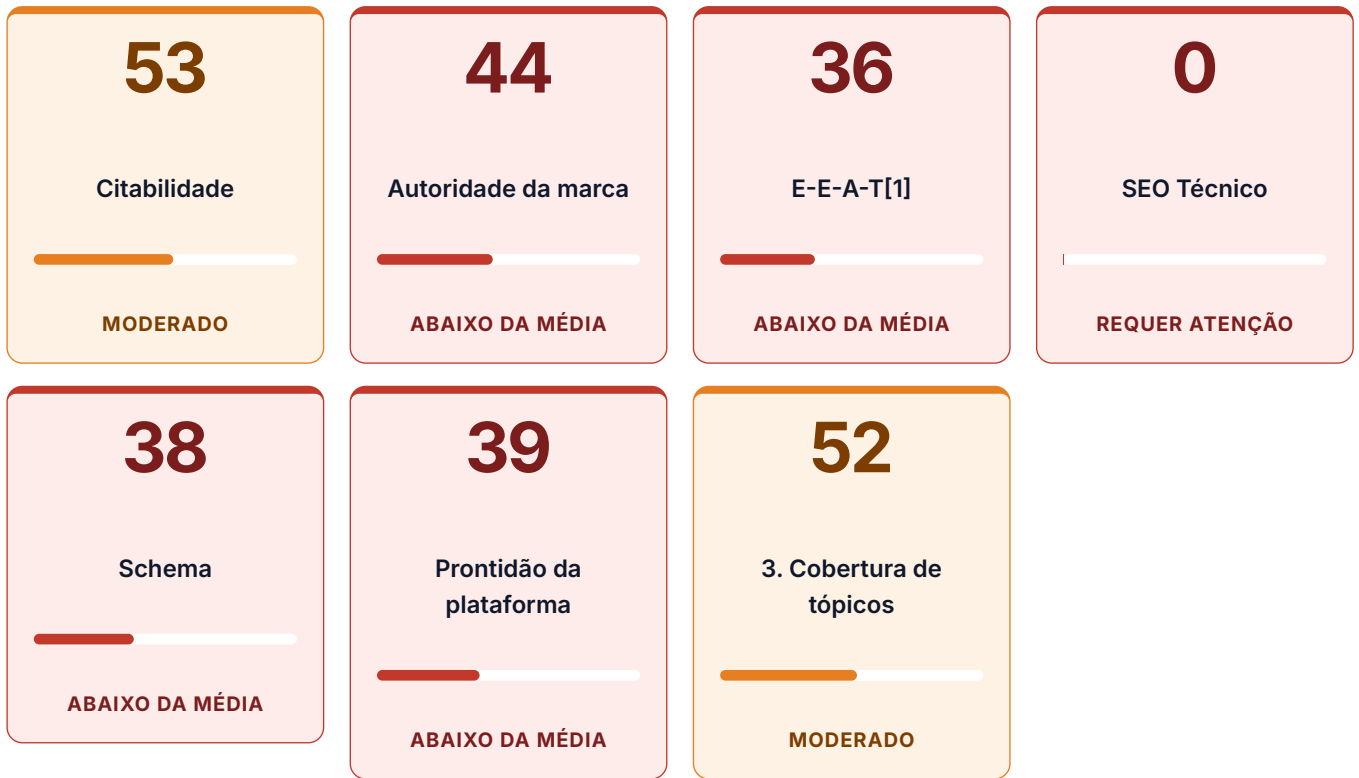 53
Citabilidade
MODERADO
44
Autoridade da marca
ABAIXO DA MÉDIA
36
E-E-A-T[1]
ABAIXO DA MÉDIA
0
SEO Técnico
REQUER ATENÇÃO
38
Schema
ABAIXO DA MÉDIA
39
Prontidão da
plataforma
ABAIXO DA MÉDIA
52
3. Cobertura de
tópicos
MODERADO